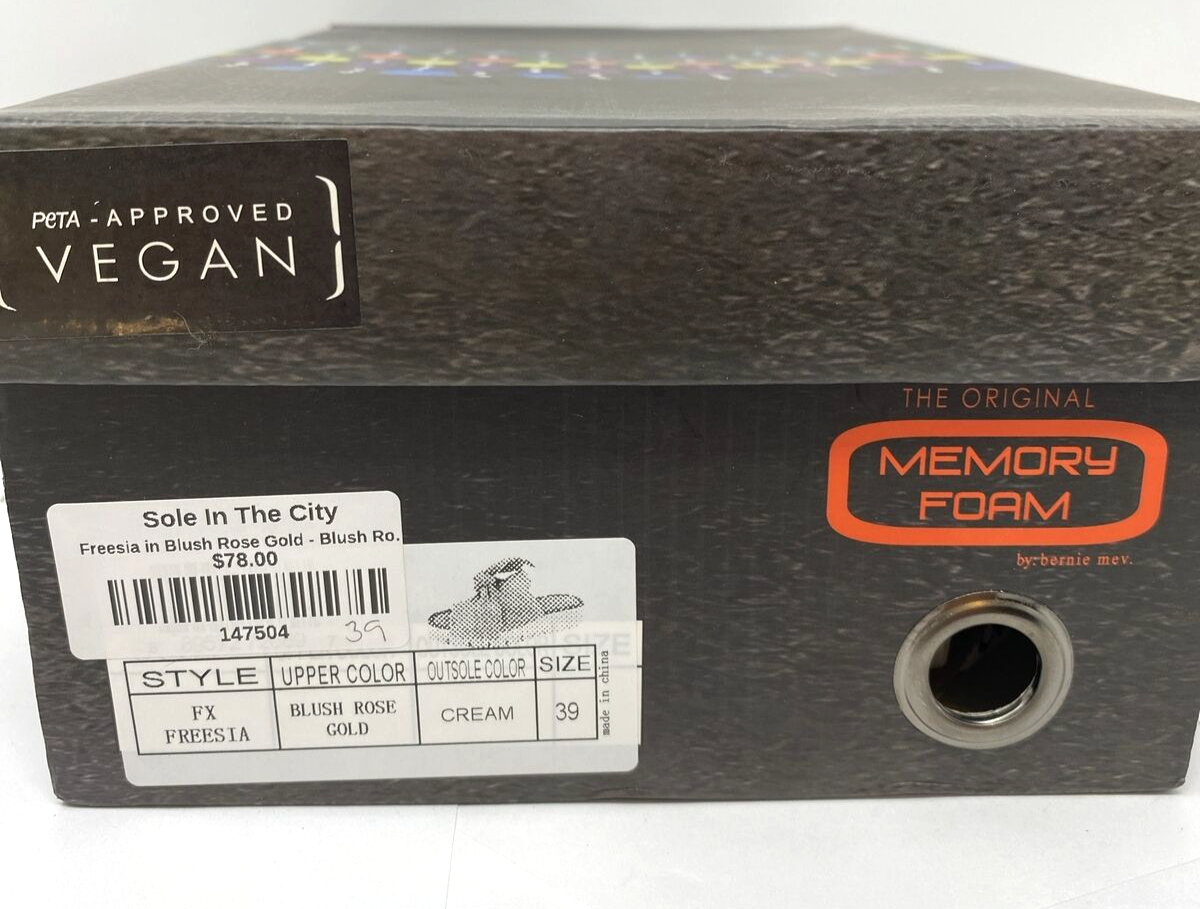 PETA - APPROVED
VEGAN
THE ORIGINAL
MEMORY
FOAM
by: bernie mev.
Sole In The City
Freesia in Blush Rose Gold - Blush Ro.
$78.00
147504
39
STYLE UPPER COLOR OUTSOLE COLOR SIZE
FX FREESIA BLUSH ROSE GOLD CREAM 39
made in china